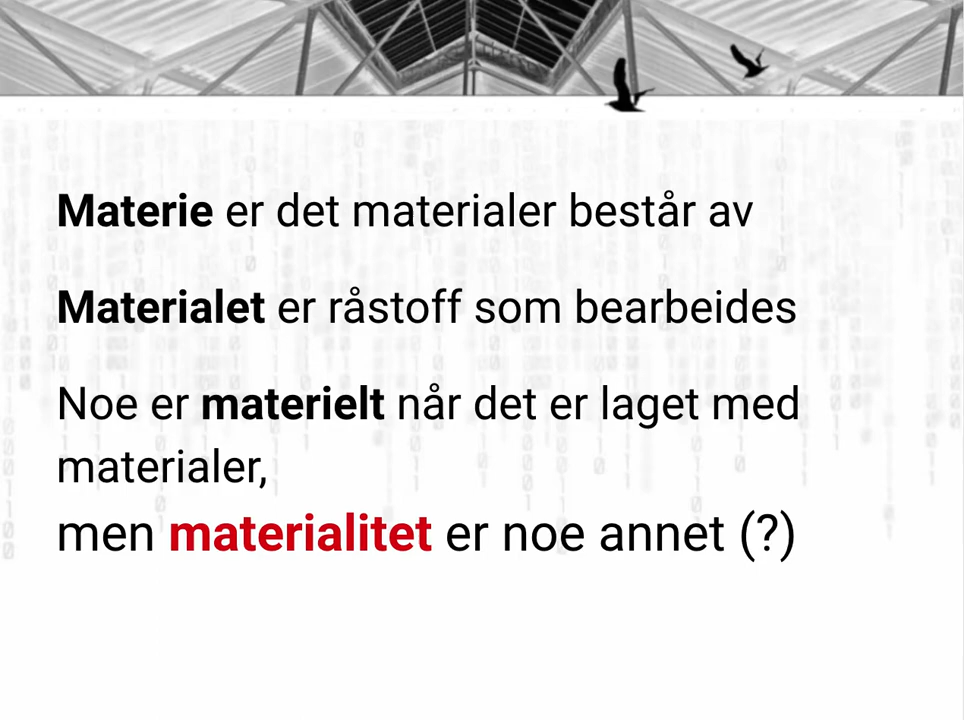 Materie er det materialer består av
Materialet er råstoff som bearbeides
Noe er materielt når det er laget med
materialer,
men materialitet er noe annet (?)